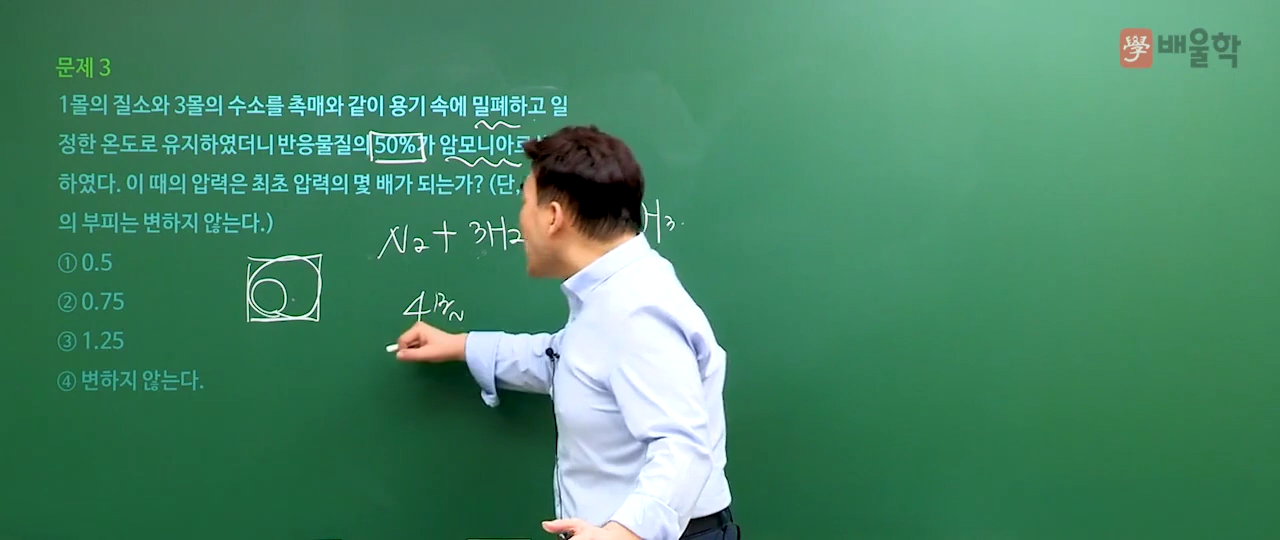 學 배울학
문제 3
1몰의 질소와 3몰의 수소를 촉매와 같이 용기 속에 밀폐하고 일
정한 온도로 유지하였더니 반응물질의 50%가 암모니아로
하였다. 이 때의 압력은 최초 압력의 몇 배가 되는가? (단,
의 부피는 변하지 않는다.)
① 0.5
② 0.75
③ 1.25
④ 변하지 않는다.
N₂ + 3H₂ H₃
4몰